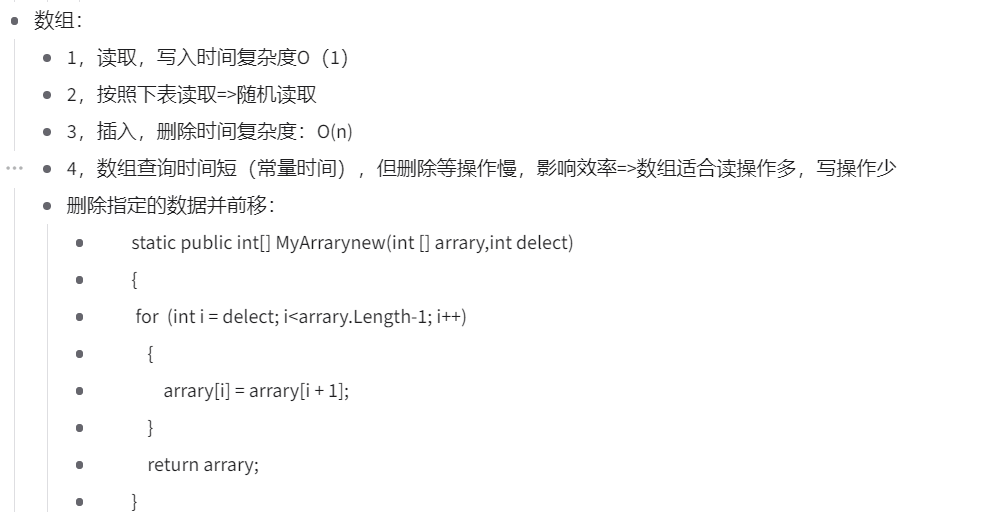 数组：
1，读取，写入时间复杂度O（1）
2，按照下表读取=>随机读取
3，插入，删除时间复杂度：O(n)
4，数组查询时间短（常量时间），但删除等操作慢，影响效率=>数组适合读操作多，写操作少
删除指定的数据并前移：
static public int[] MyArrarynew(int [] arrary,int delect)
{
for  (int i = delect; i<arrary.Length-1; i++)
{
arrary[i] = arrary[i + 1];
}
return arrary;
}